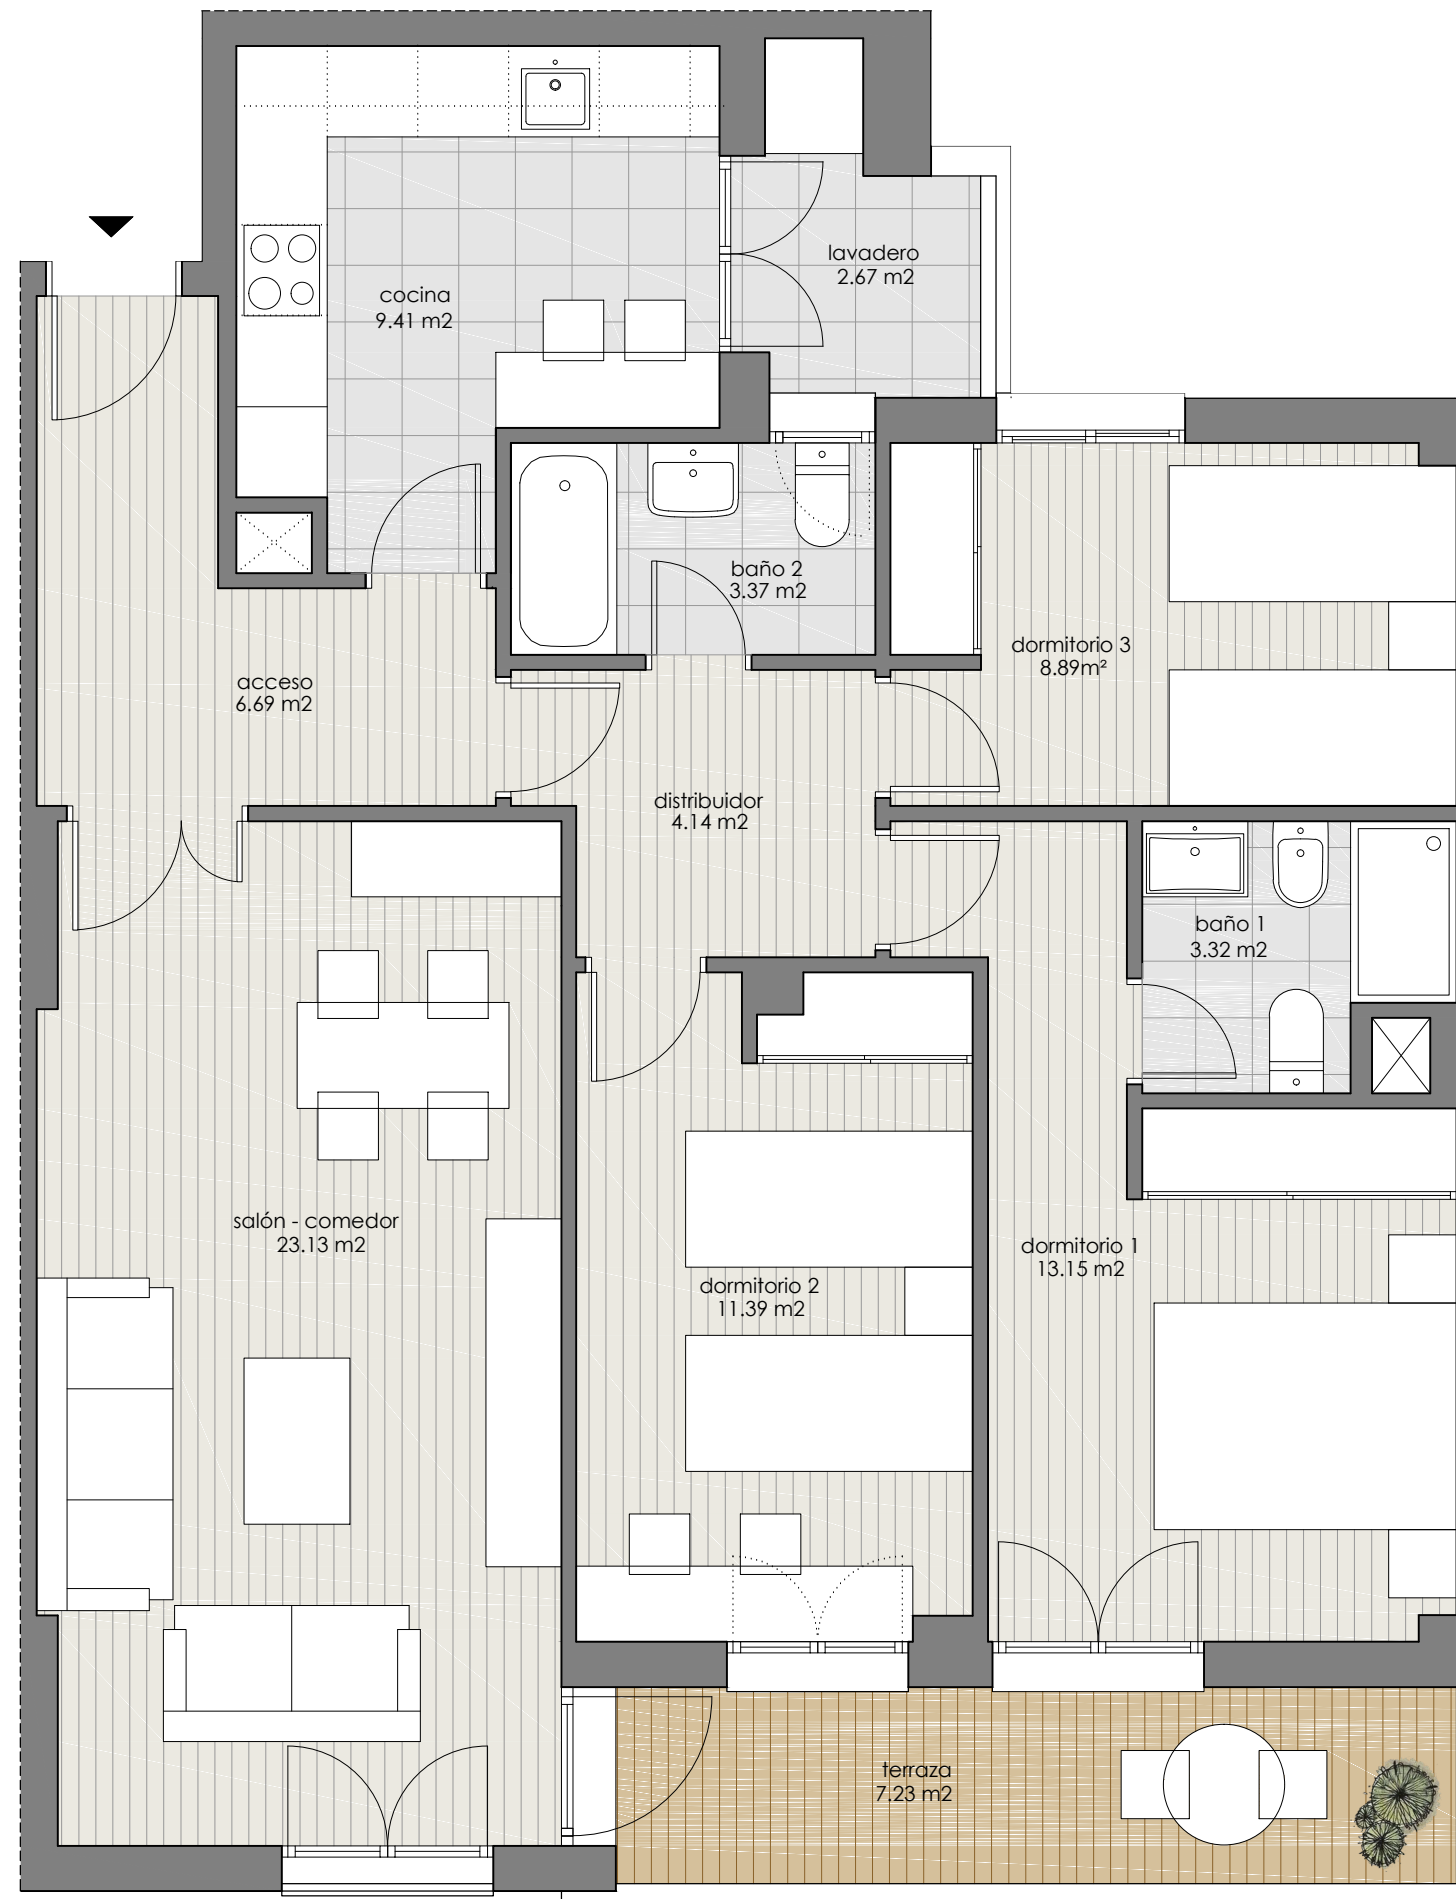 lavadero
2.67 m2
cocina
9.41 m2
baño 2
3.37 m2
dormitorio 3
8.89m²
acceso
6.69 m2
distribuidor
4.14 m2
baño 1
3.32 m2
salón - comedor
23.13 m2
dormitorio 1
13.15 m2
dormitorio 2
11.39 m2
terraza
7.23 m2